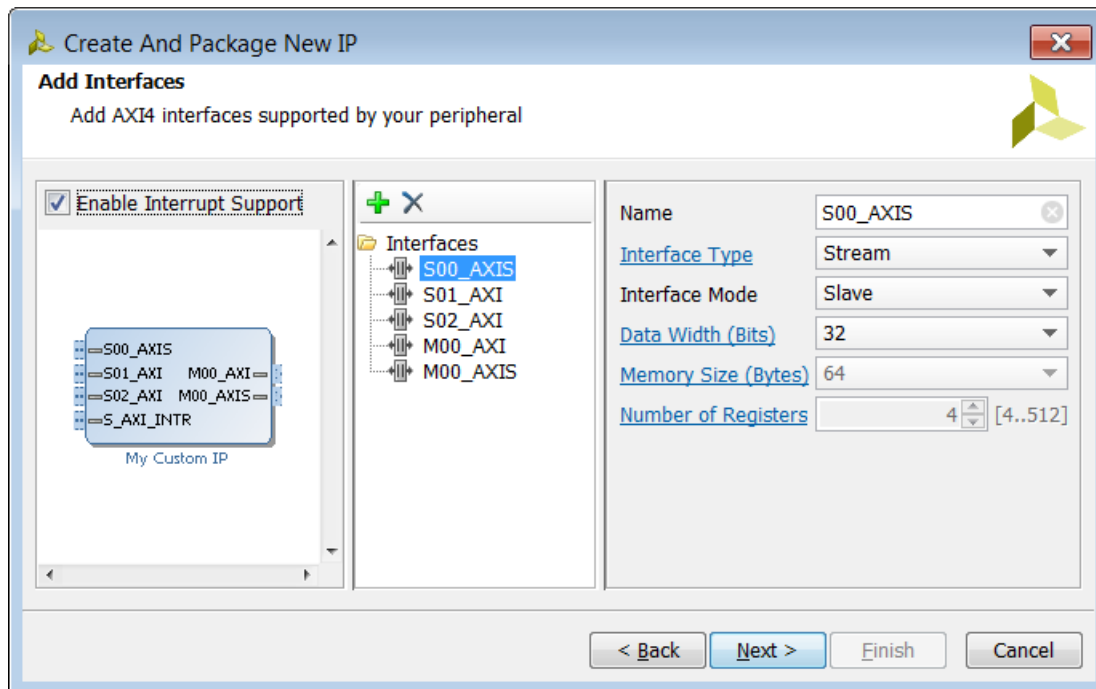 Create And Package New IP
Add Interfaces
Add AXI4 interfaces supported by your peripheral
Enable Interrupt Support
S00_AXIS
S01_AXI M00_AXI
S02_AXI M00_AXIS
S_AXI_INTR
My Custom IP
Interfaces
S00_AXIS
S01_AXI
S02_AXI
M00_AXI
M00_AXIS
Name S00_AXIS
Interface Type Stream
Interface Mode Slave
Data Width (Bits) 32
Memory Size (Bytes) 64
Number of Registers 4 [4..512]
< Back Next > Finish Cancel